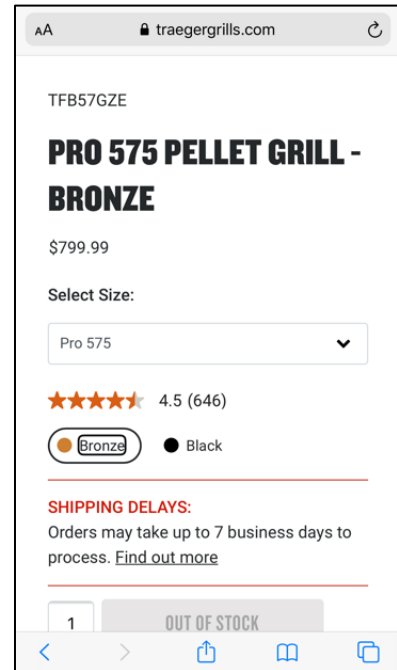 AA
traegergrills.com
TFB57GZE
PRO 575 PELLET GRILL -
BRONZE
$799.99
Select Size:
Pro 575
4.5 (646)
Bronze Black
SHIPPING DELAYS:
Orders may take up to 7 business days to
process. Find out more
1 OUT OF STOCK